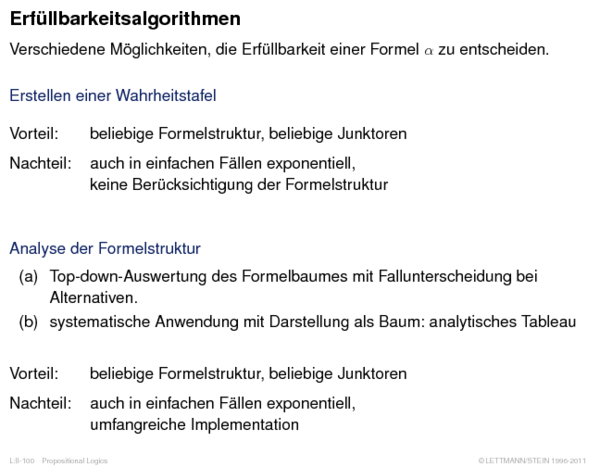 Erfüllbarkeitsalgorithmen
Verschiedene Möglichkeiten, die Erfüllbarkeit einer Formel α zu entscheiden.
Erstellen einer Wahrheitstafel
Vorteil: beliebige Formelstruktur, beliebige Junktoren
Nachteil: auch in einfachen Fällen exponentiell,
keine Berücksichtigung der Formelstruktur
Analyse der Formelstruktur
(a) Top-down-Auswertung des Formelbaumes mit Fallunterscheidung bei
Alternativen.
(b) systematische Anwendung mit Darstellung als Baum: analytisches Tableau
Vorteil: beliebige Formelstruktur, beliebige Junktoren
Nachteil: auch in einfachen Fällen exponentiell,
umfangreiche Implementation
L:II-100 Propositional Logics ©LETTMANN/STEIN 1996-2011